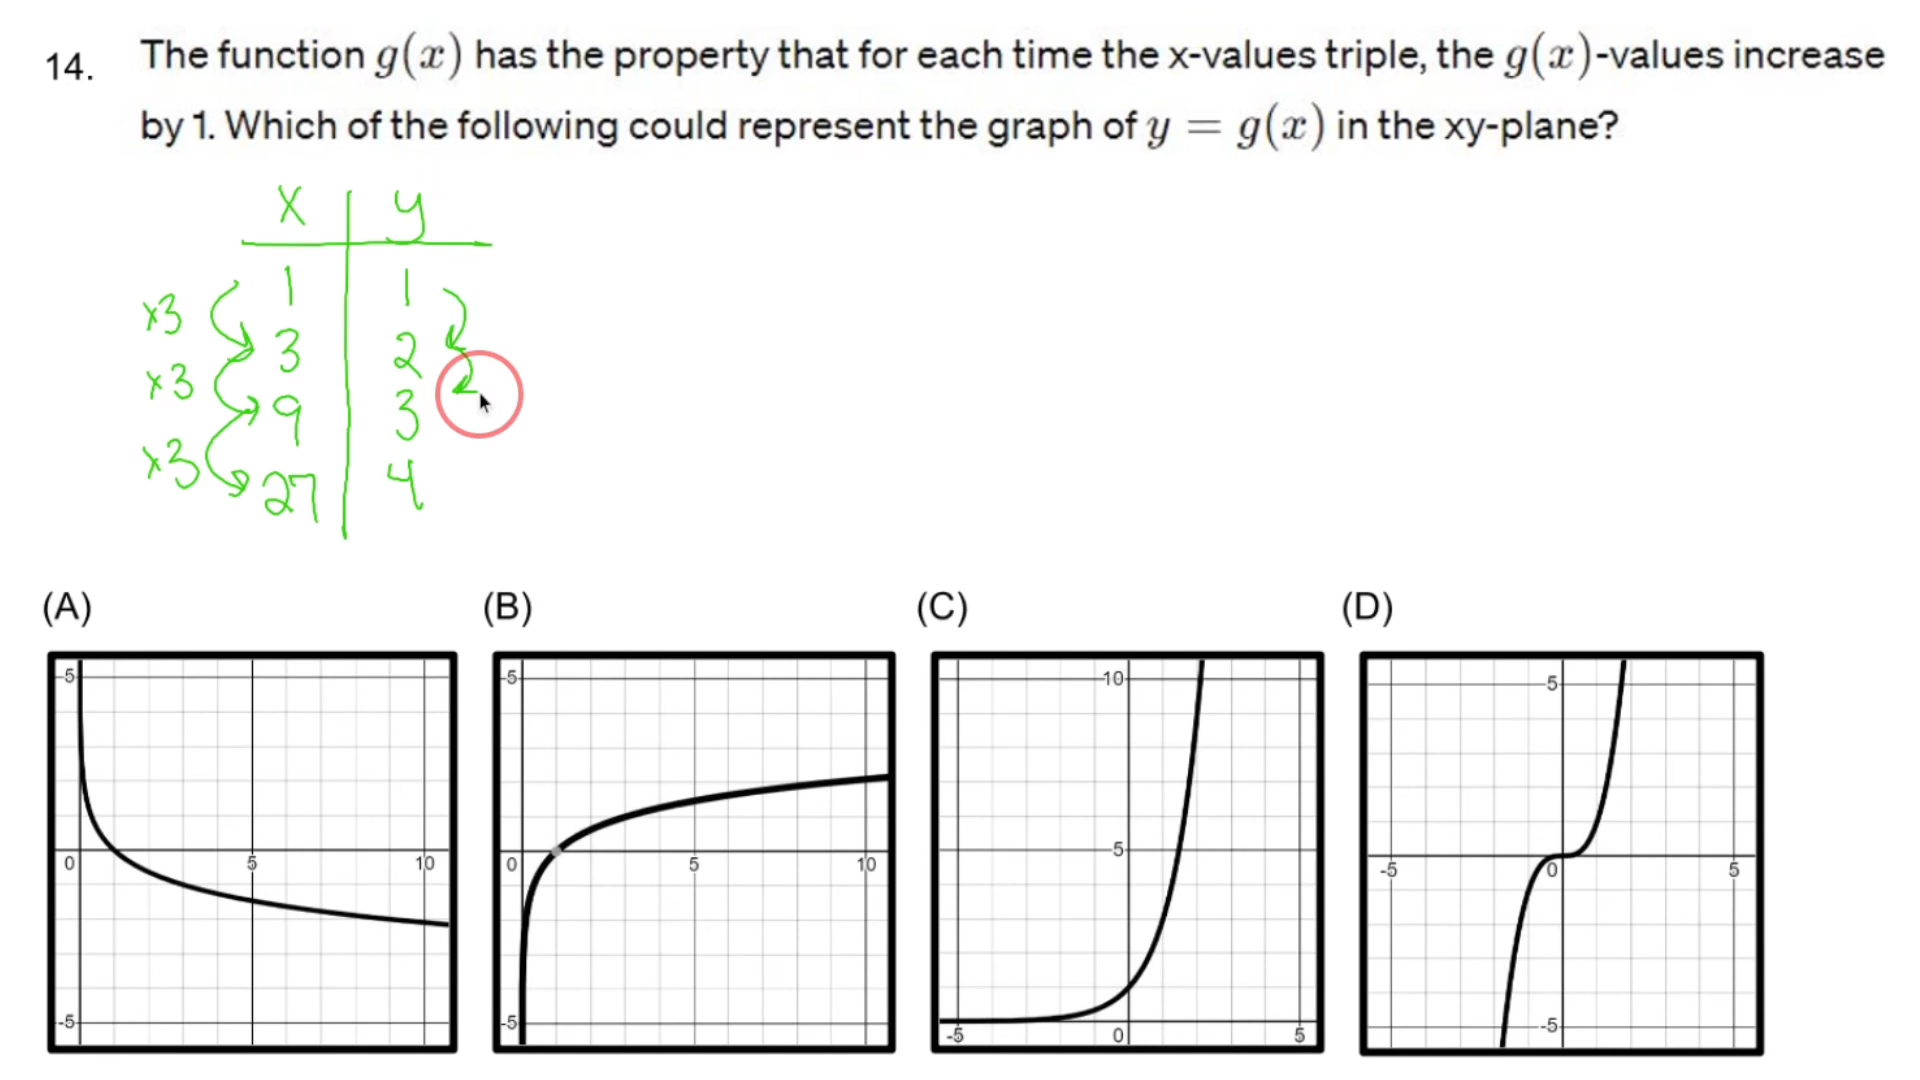 14. The function g(x) has the property that for each time the x-values triple, the g(x)-values increase
by 1. Which of the following could represent the graph of y = g(x) in the xy-plane?
x y
1 1
x3
3 2
x3
9 3
x3
27 4
(A) (B) (C) (D)
5 -5 10 5
5
0 5 10 0 5 10 -5 0 5
-5 -5 -5 0 5 -5